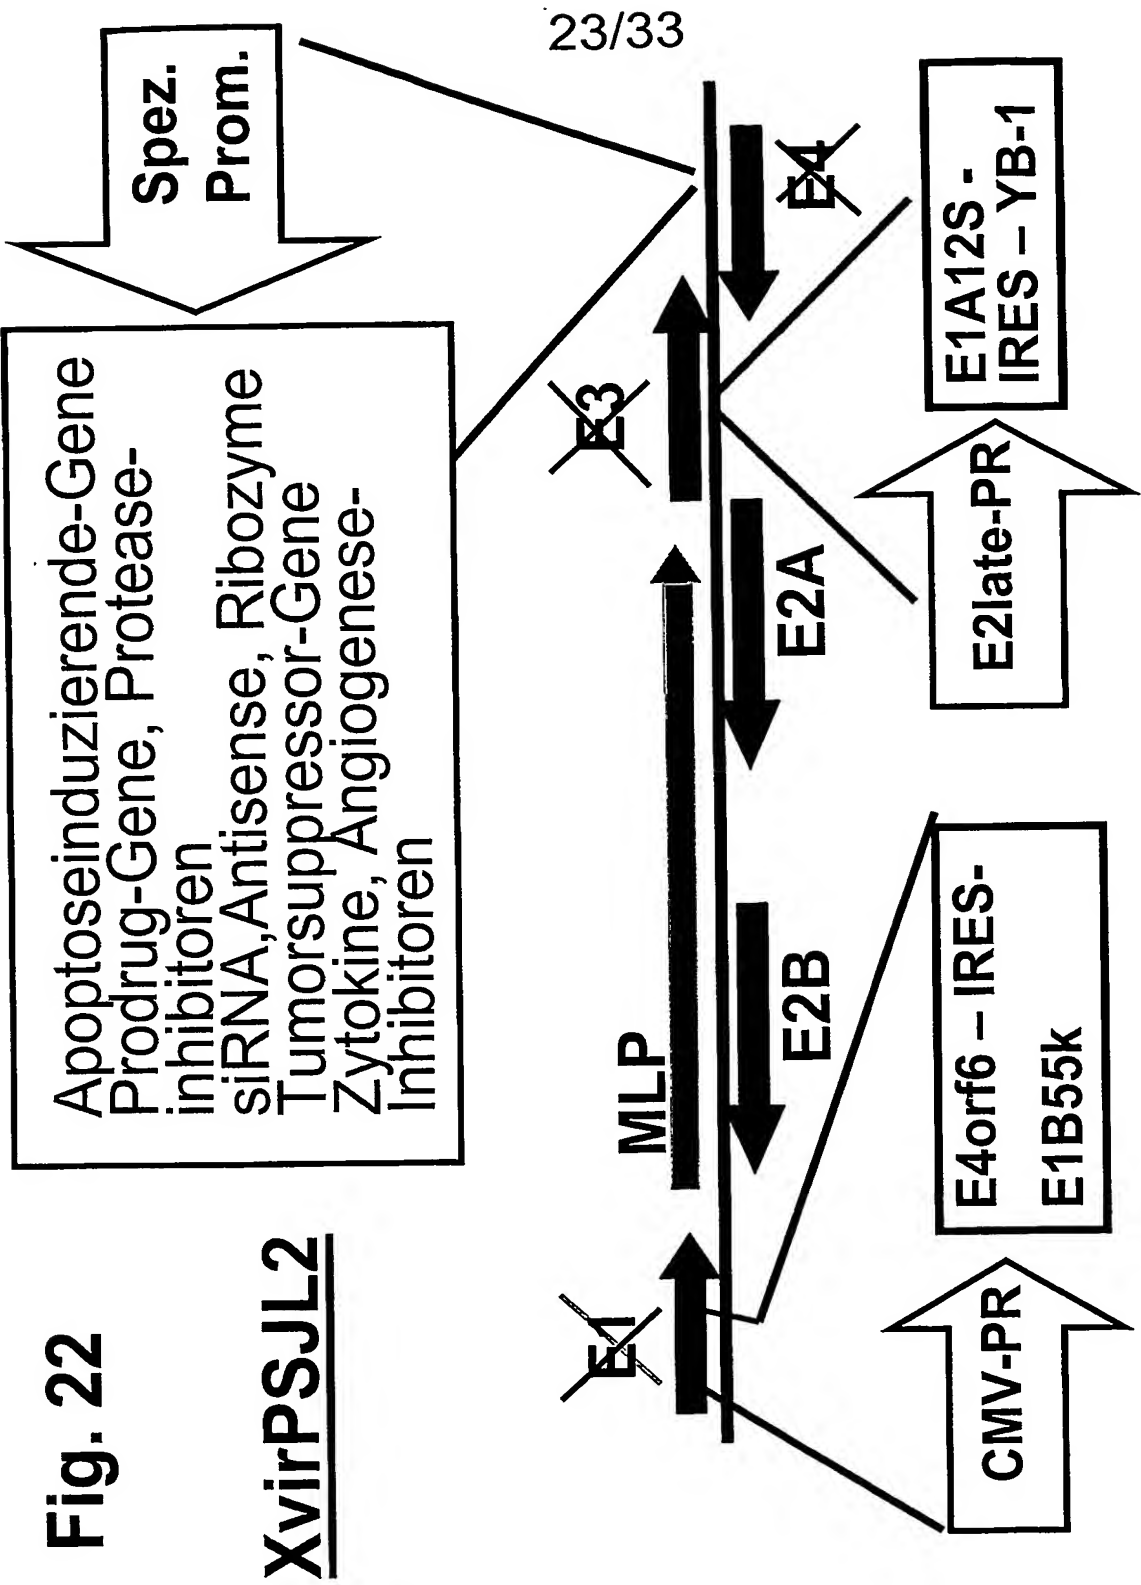 23/33
Fig. 22
XvirPSJL2
Apoptoseinduzierende-Gene
Prodrug-Gene, Protease-
inhibitoren
siRNA,Antisense, Ribozyme
Tumorsuppressor-Gene
Zytokine, Angiogenese-
Inhibitoren
Spez.
Prom.
E1
MLP
E3
E2B
E2A
E4
CMV-PR
E4orf6 – IRES-
E1B55k
E2late-PR
E1A12S -
IRES – YB-1